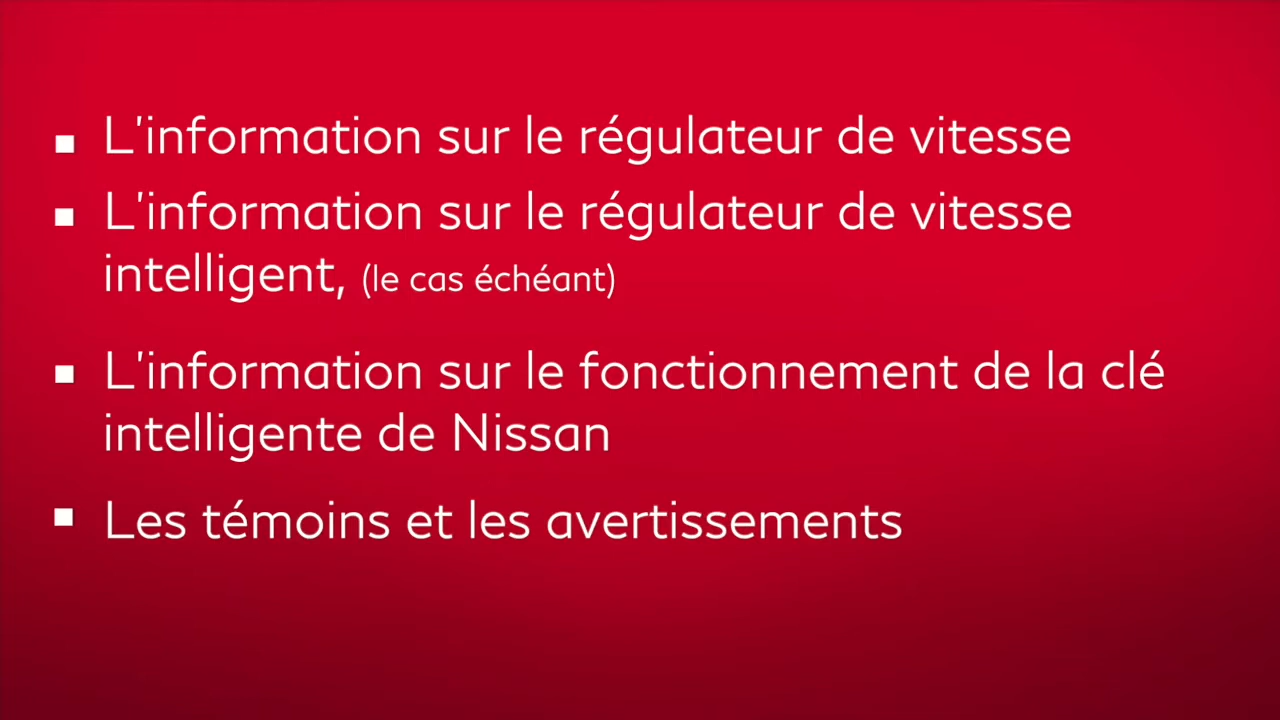 ▪ L'information sur le régulateur de vitesse
▪ L'information sur le régulateur de vitesse
intelligent, (le cas échéant)
▪ L'information sur le fonctionnement de la clé
intelligente de Nissan
▪ Les témoins et les avertissements